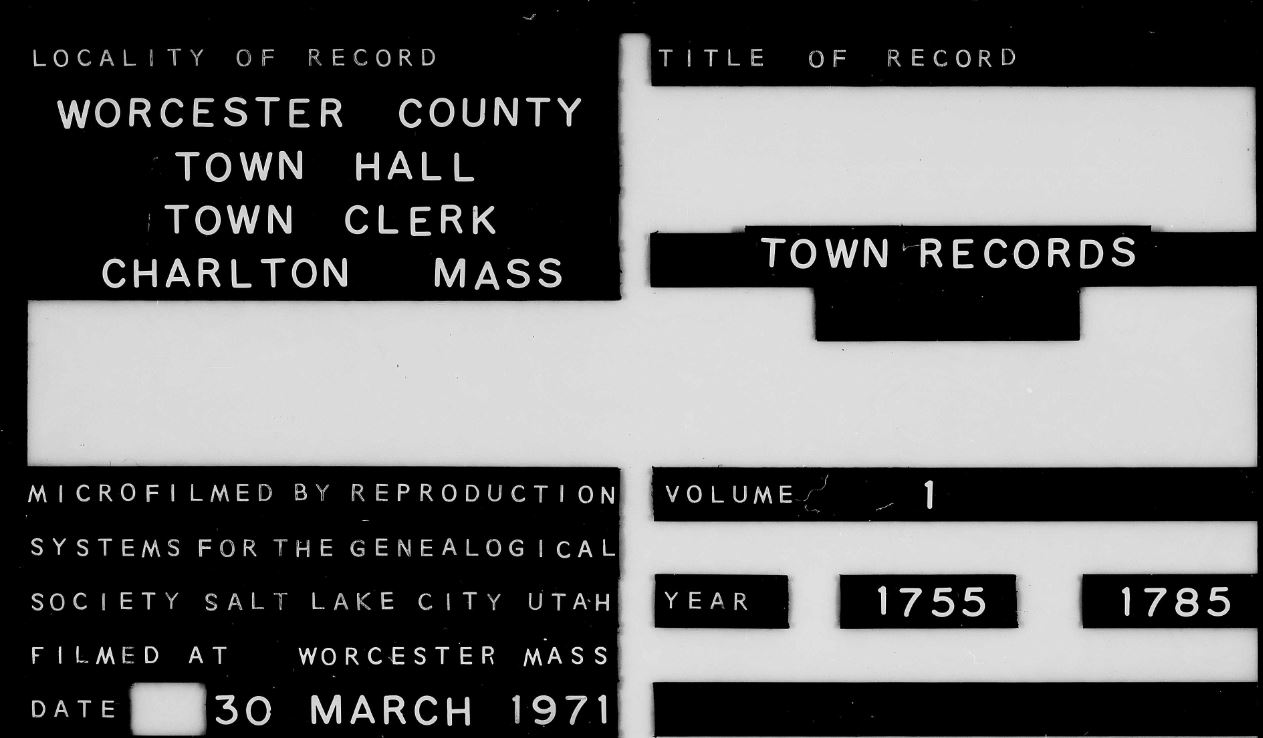 LOCALITY OF RECORD
WORCESTER COUNTY
TOWN HALL
TOWN CLERK
CHARLTON MASS
MICROFILMED BY REPRODUCTION
SYSTEMS FOR THE GENEALOGICAL
SOCIETY SALT LAKE CITY UTAH
FILMED AT WORCESTER MASS
DATE 30 MARCH 1971
TITLE OF RECORD
TOWN RECORDS
VOLUME 1
YEAR 1755 1785